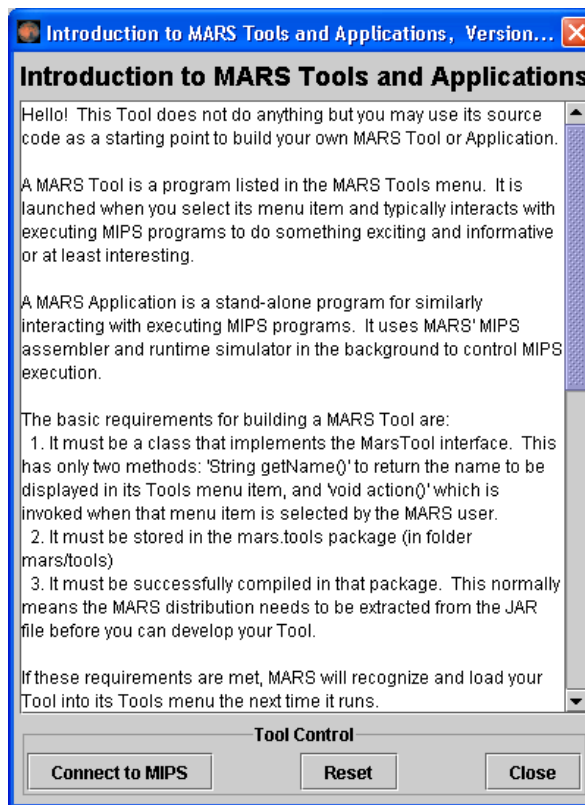 Introduction to MARS Tools and Applications, Version...
Introduction to MARS Tools and Applications
Hello! This Tool does not do anything but you may use its source
code as a starting point to build your own MARS Tool or Application.
A MARS Tool is a program listed in the MARS Tools menu. It is
launched when you select its menu item and typically interacts with
executing MIPS programs to do something exciting and informative
or at least interesting.
A MARS Application is a stand-alone program for similarly
interacting with executing MIPS programs. It uses MARS' MIPS
assembler and runtime simulator in the background to control MIPS
execution.
The basic requirements for building a MARS Tool are:
1. It must be a class that implements the MarsTool interface. This
has only two methods: 'String getName()' to return the name to be
displayed in its Tools menu item, and 'void action()' which is
invoked when that menu item is selected by the MARS user.
2. It must be stored in the mars.tools package (in folder
mars/tools)
3. It must be successfully compiled in that package. This normally
means the MARS distribution needs to be extracted from the JAR
file before you can develop your Tool.
If these requirements are met, MARS will recognize and load your
Tool into its Tools menu the next time it runs.
Tool Control
Connect to MIPS
Reset
Close